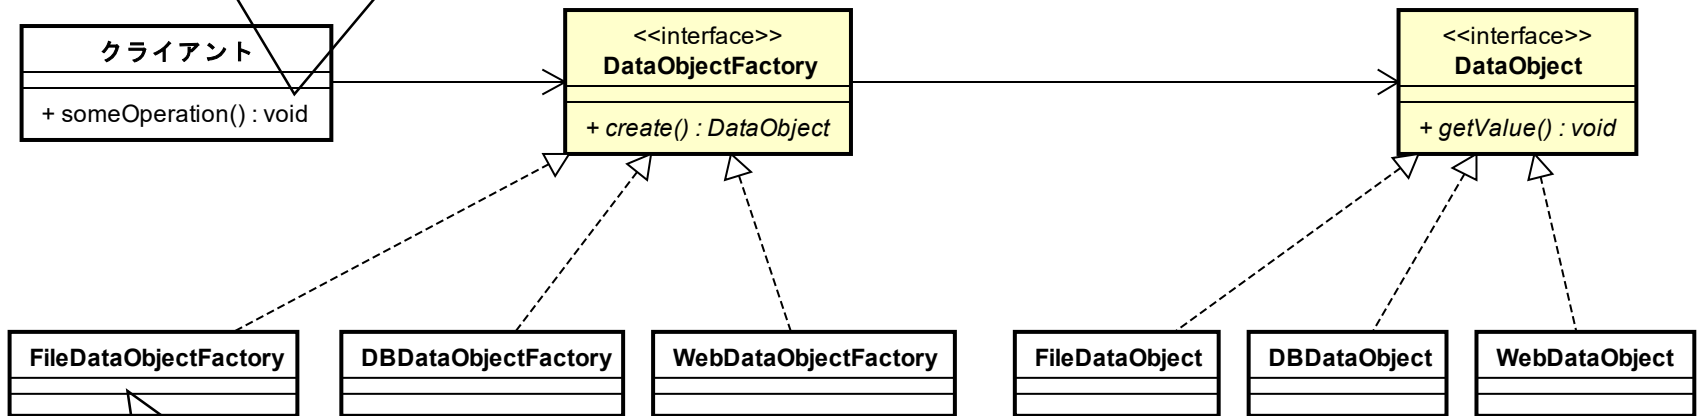 クライアント
+ someOperation() : void
<<interface>>
DataObjectFactory
+ create() : DataObject
<<interface>>
DataObject
+ getValue() : void
FileDataObjectFactory
DBDataObjectFactory
WebDataObjectFactory
FileDataObject
DBDataObject
WebDataObject